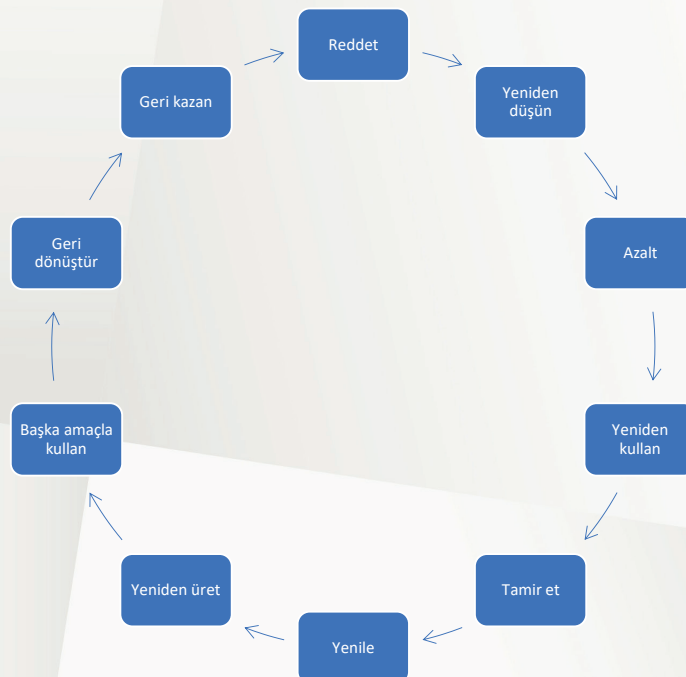 Reddet
Yeniden
düşün
Azalt
Yeniden
kullan
Tamir et
Yenile
Yeniden üret
Başka amaçla
kullan
Geri
dönüştür
Geri kazan